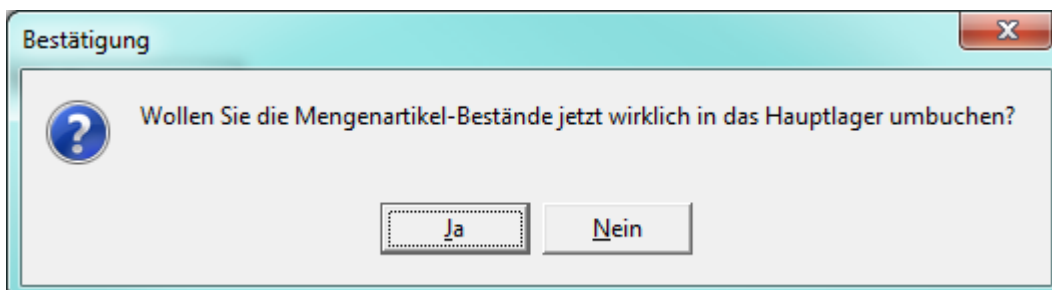 Bestätigung
Wollen Sie die Mengenartikel-Bestände jetzt wirklich in das Hauptlager umbuchen?
Ja
Nein